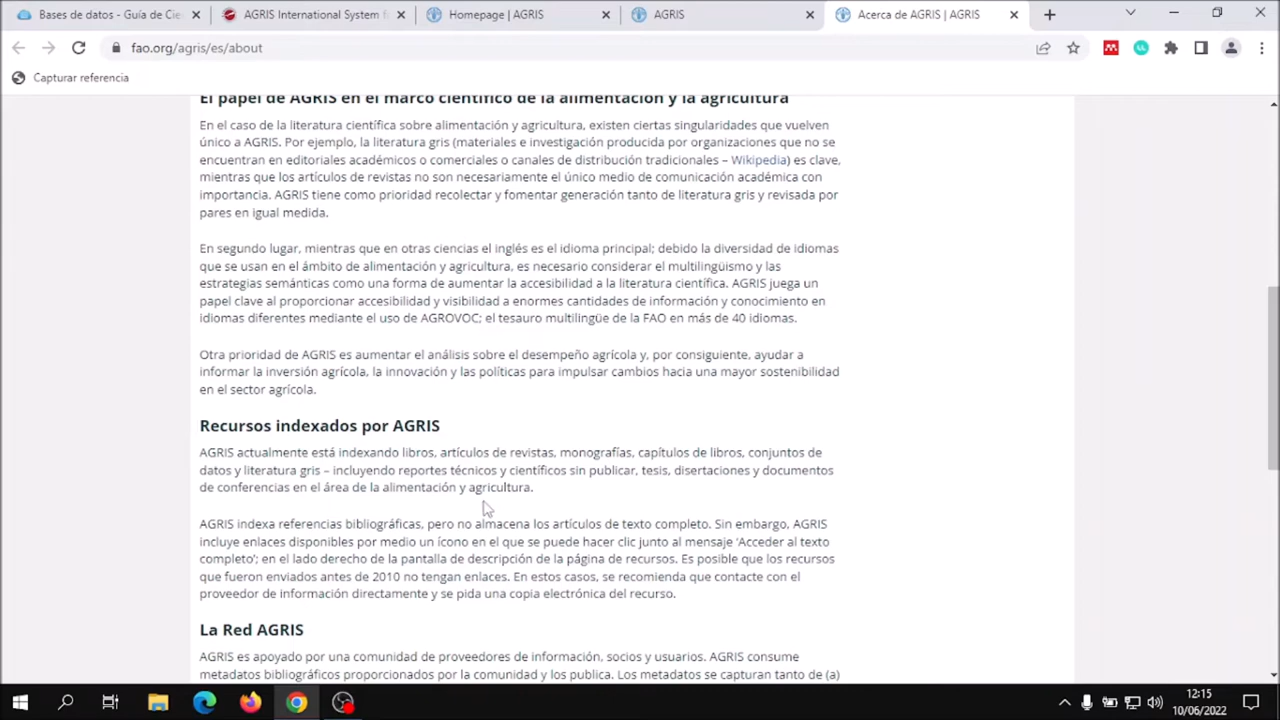 Bases de datos - Guía de Cie
AGRIS International System f
Homepage | AGRIS
AGRIS
Acerca de AGRIS | AGRIS
fao.org/agris/es/about
Capturar referencia
El papel de AGRIS en el marco científico de la alimentación y la agricultura
En el caso de la literatura científica sobre alimentación y agricultura, existen ciertas singularidades que vuelven
único a AGRIS. Por ejemplo, la literatura gris (materiales e investigación producida por organizaciones que no se
encuentran en editoriales académicos o comerciales o canales de distribución tradicionales – Wikipedia) es clave,
mientras que los artículos de revistas no son necesariamente el único medio de comunicación académica con
importancia. AGRIS tiene como prioridad recolectar y fomentar generación tanto de literatura gris y revisada por
pares en igual medida.
En segundo lugar, mientras que en otras ciencias el inglés es el idioma principal; debido la diversidad de idiomas
que se usan en el ámbito de alimentación y agricultura, es necesario considerar el multilingüismo y las
estrategias semánticas como una forma de aumentar la accesibilidad a la literatura científica. AGRIS juega un
papel clave al proporcionar accesibilidad y visibilidad a enormes cantidades de información y conocimiento en
idiomas diferentes mediante el uso de AGROVOC; el tesauro multilingüe de la FAO en más de 40 idiomas.
Otra prioridad de AGRIS es aumentar el análisis sobre el desempeño agrícola y, por consiguiente, ayudar a
informar la inversión agrícola, la innovación y las políticas para impulsar cambios hacia una mayor sostenibilidad
en el sector agrícola.
Recursos indexados por AGRIS
AGRIS actualmente está indexando libros, artículos de revistas, monografías, capítulos de libros, conjuntos de
datos y literatura gris – incluyendo reportes técnicos y científicos sin publicar, tesis, disertaciones y documentos
de conferencias en el área de la alimentación y agricultura.
AGRIS indexa referencias bibliográficas, pero no almacena los artículos de texto completo. Sin embargo, AGRIS
incluye enlaces disponibles por medio un ícono en el que se puede hacer clic junto al mensaje ‘Acceder al texto
completo’; en el lado derecho de la pantalla de descripción de la página de recursos. Es posible que los recursos
que fueron enviados antes de 2010 no tengan enlaces. En estos casos, se recomienda que contacte con el
proveedor de información directamente y se pida una copia electrónica del recurso.
La Red AGRIS
AGRIS es apoyado por una comunidad de proveedores de información, socios y usuarios. AGRIS consume
metadatos bibliográficos proporcionados por la comunidad y los publica. Los metadatos se capturan tanto de (a)
12:15
10/06/2022